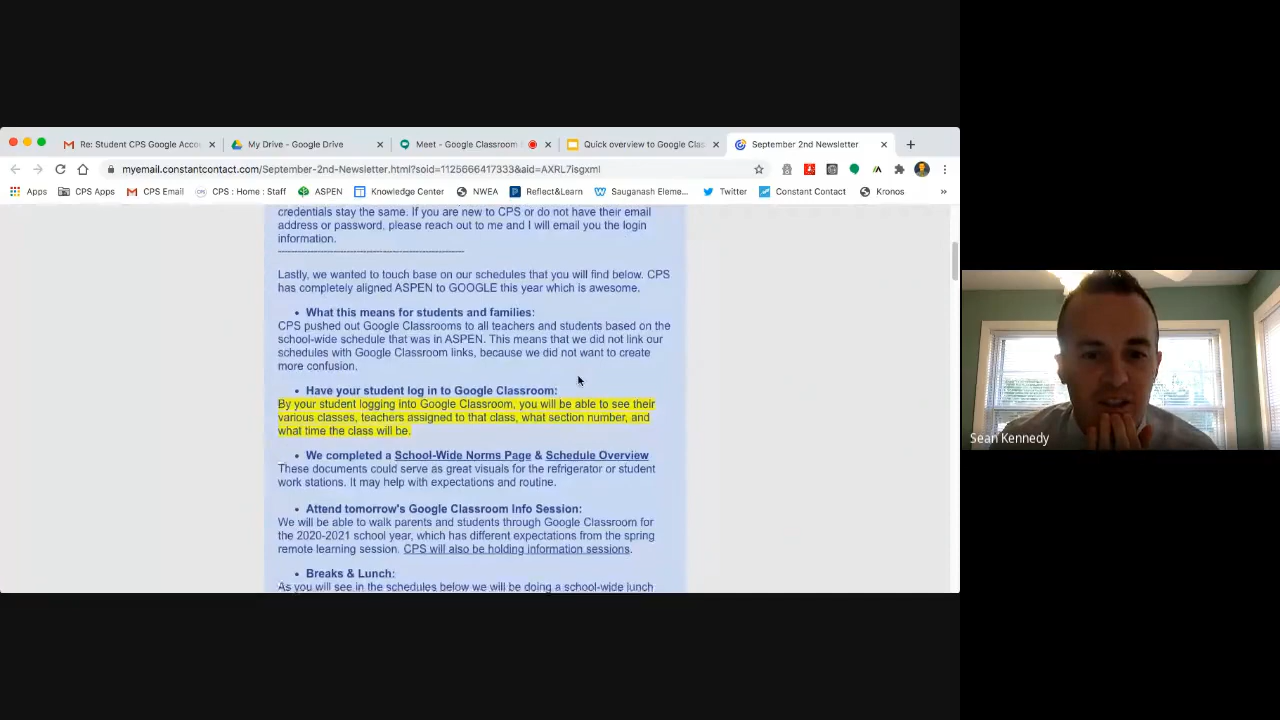 Re: Student CPS Google Acco
My Drive - Google Drive
Meet - Google Classroom
Quick overview to Google Clas
September 2nd Newsletter
myemail.constantcontact.com/September-2nd-Newsletter.html?soid=1125666417333&aid=AXRL7isgxmI
Apps
CPS Apps
CPS Email
CPS : Home : Staff
ASPEN
Knowledge Center
NWEA
Reflect&Learn
Sauganash Eleme...
Twitter
Constant Contact
Kronos
»
credentials stay the same. If you are new to CPS or do not have their email
address or password, please reach out to me and I will email you the login
information.
Lastly, we wanted to touch base on our schedules that you will find below. CPS
has completely aligned ASPEN to GOOGLE this year which is awesome.
• What this means for students and families:
CPS pushed out Google Classrooms to all teachers and students based on the
school-wide schedule that was in ASPEN. This means that we did not link our
schedules with Google Classroom links, because we did not want to create
more confusion.
• Have your student log in to Google Classroom:
By your student logging into Google Classroom, you will be able to see their
various classes, teachers assigned to that class, what section number, and
what time the class will be.
• We completed a School-Wide Norms Page & Schedule Overview
These documents could serve as great visuals for the refrigerator or student
work stations. It may help with expectations and routine.
• Attend tomorrow's Google Classroom Info Session:
We will be able to walk parents and students through Google Classroom for
the 2020-2021 school year, which has different expectations from the spring
remote learning session. CPS will also be holding information sessions.
• Breaks & Lunch:
As you will see in the schedules below we will be doing a school-wide lunch
Sean Kennedy